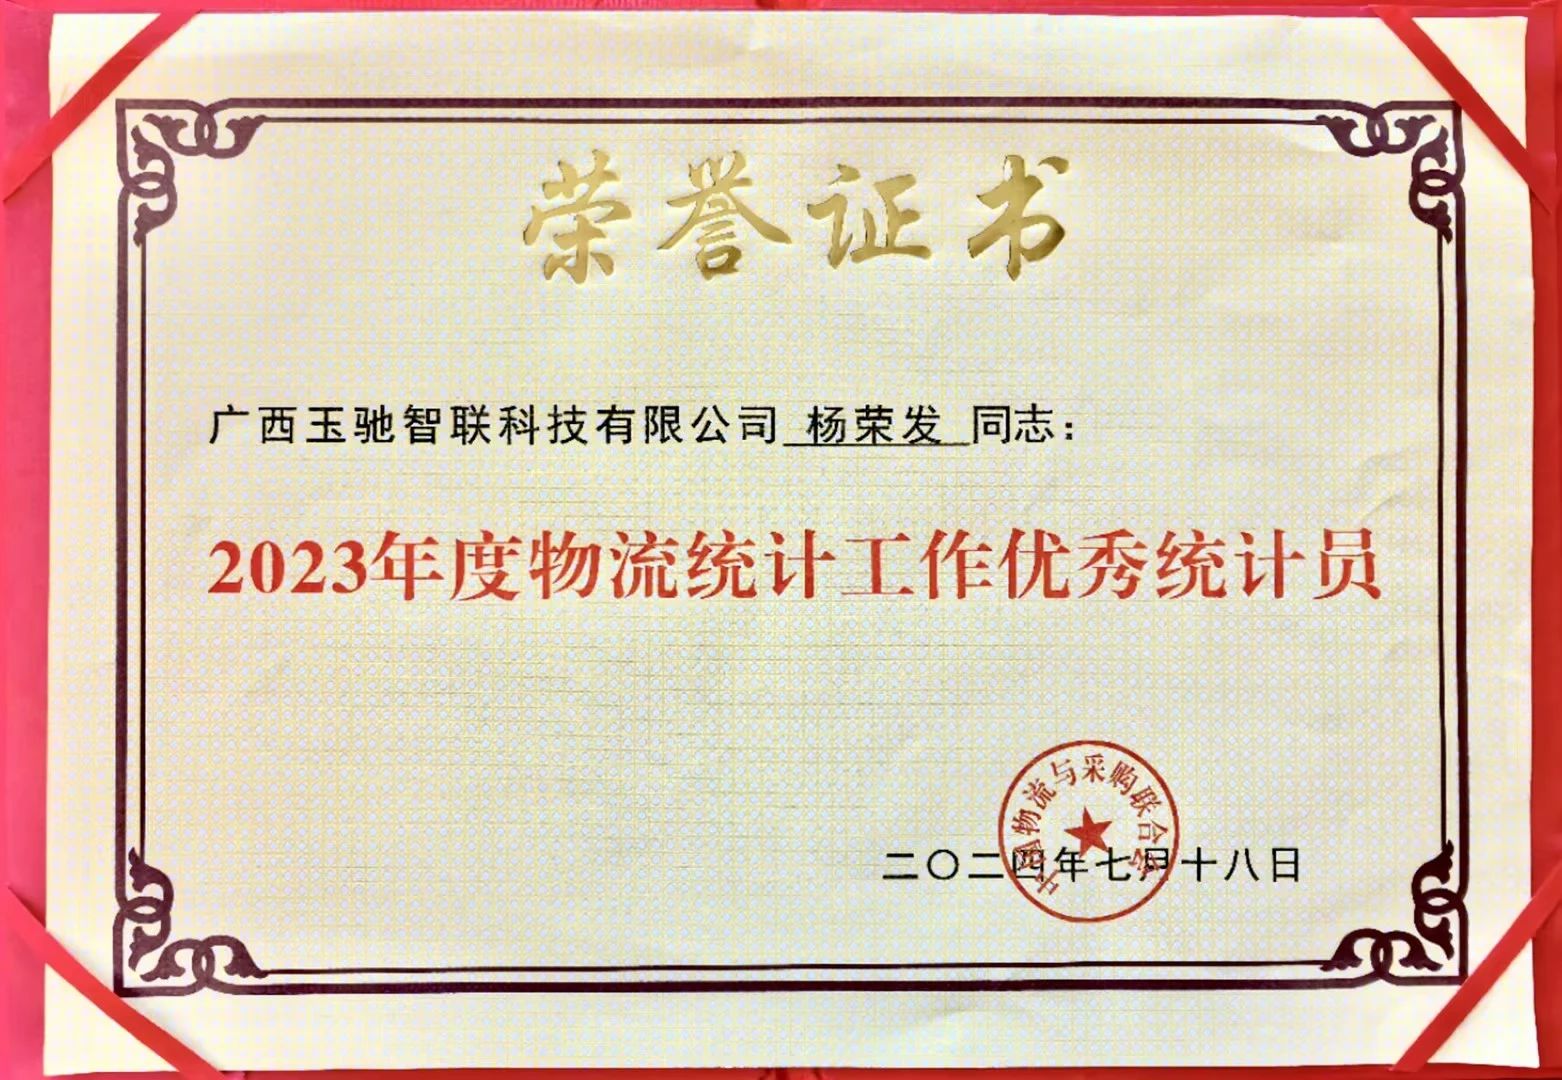 荣誉证书
广西玉驰智联科技有限公司 杨荣发 同志：
2023年度物流统计工作优秀统计员
中国物流与采购联合会
二〇二四年七月十八日